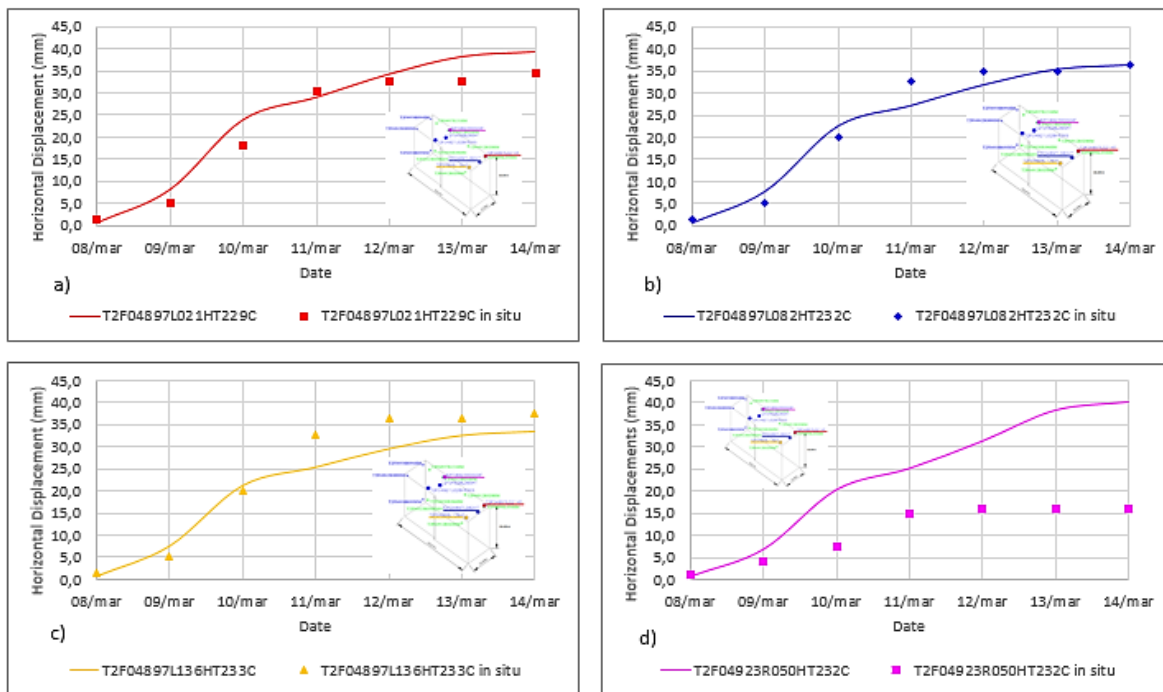 45,0
40,0
35,0
30,0
25,0
20,0
15,0
10,0
5,0
0,0
Horizontal Displacement (mm)
08/mar 09/mar 10/mar 11/mar 12/mar 13/mar 14/mar
Date
a)
T2F04897L021HT229C T2F04897L021HT229C in situ
45,0
40,0
35,0
30,0
25,0
20,0
15,0
10,0
5,0
0,0
Horizontal Displacement (mm)
08/mar 09/mar 10/mar 11/mar 12/mar 13/mar 14/mar
Date
b)
T2F04897L082HT232C T2F04897L082HT232C in situ
45,0
40,0
35,0
30,0
25,0
20,0
15,0
10,0
5,0
0,0
Horizontal Displacement (mm)
08/mar 09/mar 10/mar 11/mar 12/mar 13/mar 14/mar
Date
c)
T2F04897L136HT233C T2F04897L136HT233C in situ
45,0
40,0
35,0
30,0
25,0
20,0
15,0
10,0
5,0
0,0
Horizontal Displacements (mm)
08/mar 09/mar 10/mar 11/mar 12/mar 13/mar 14/mar
Date
d)
T2F04923R050HT232C T2F04923R050HT232C in situ